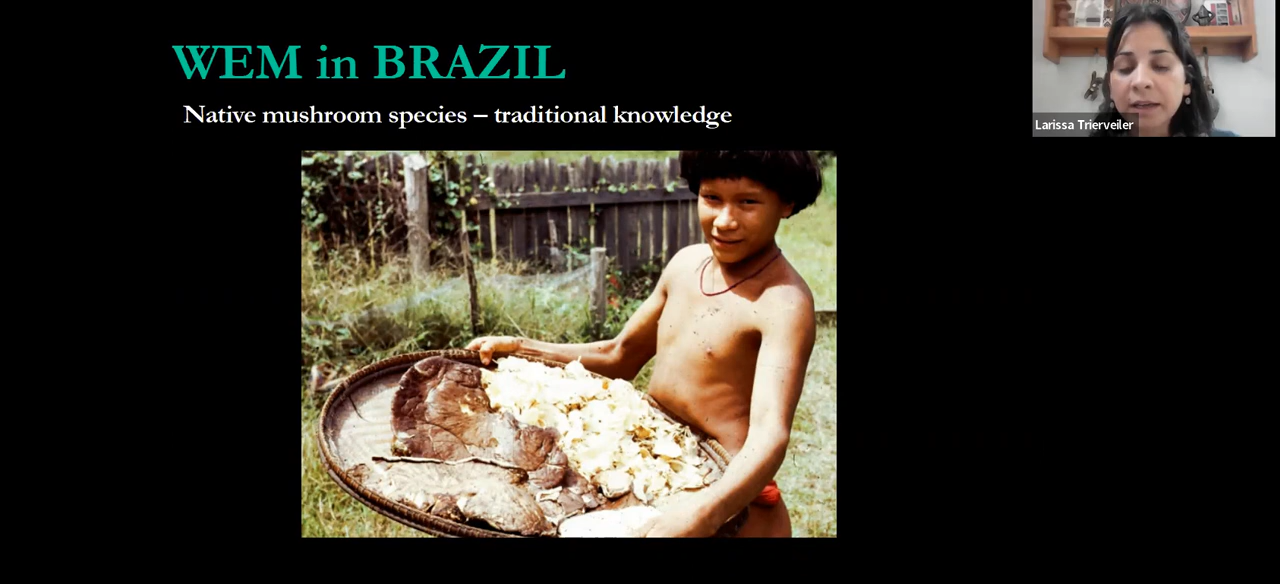 WEM in BRAZIL
Native mushroom species – traditional knowledge
Larissa Trierveiler